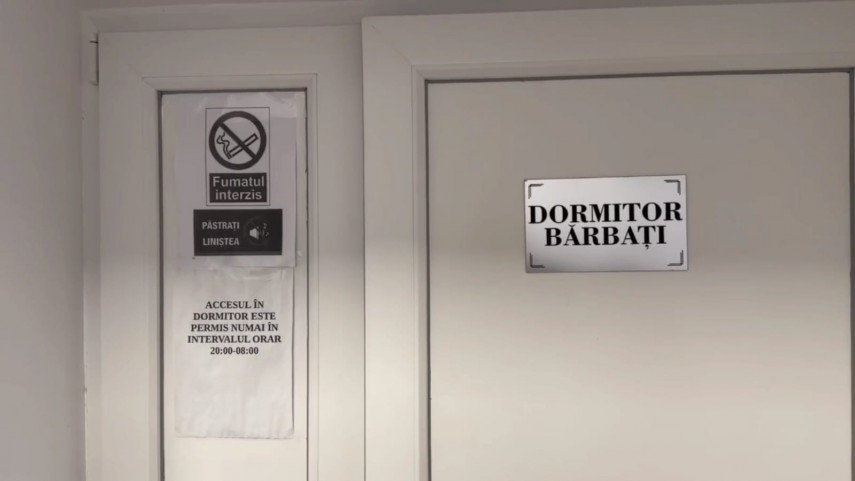 Fumatul
interzis
PĂSTRAȚI
LINIȘTEA
ACCESUL ÎN
DORMITOR ESTE
PERMIS NUMAI ÎN
INTERVALUL ORAR
20:00-08:00
DORMITOR
BĂRBAȚI